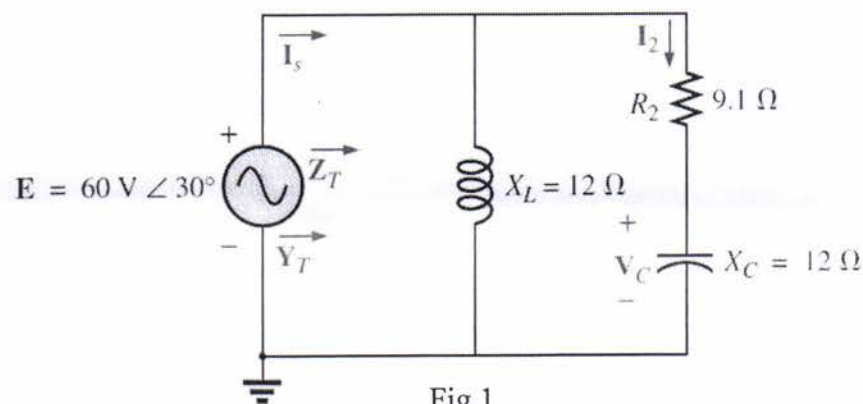 I_s
I_2
R_2 9.1 Ω
+
E = 60 V ∠ 30°
Z_T
X_L = 12 Ω
−
Y_T
+
V_C
X_C = 12 Ω
−
Fig 1